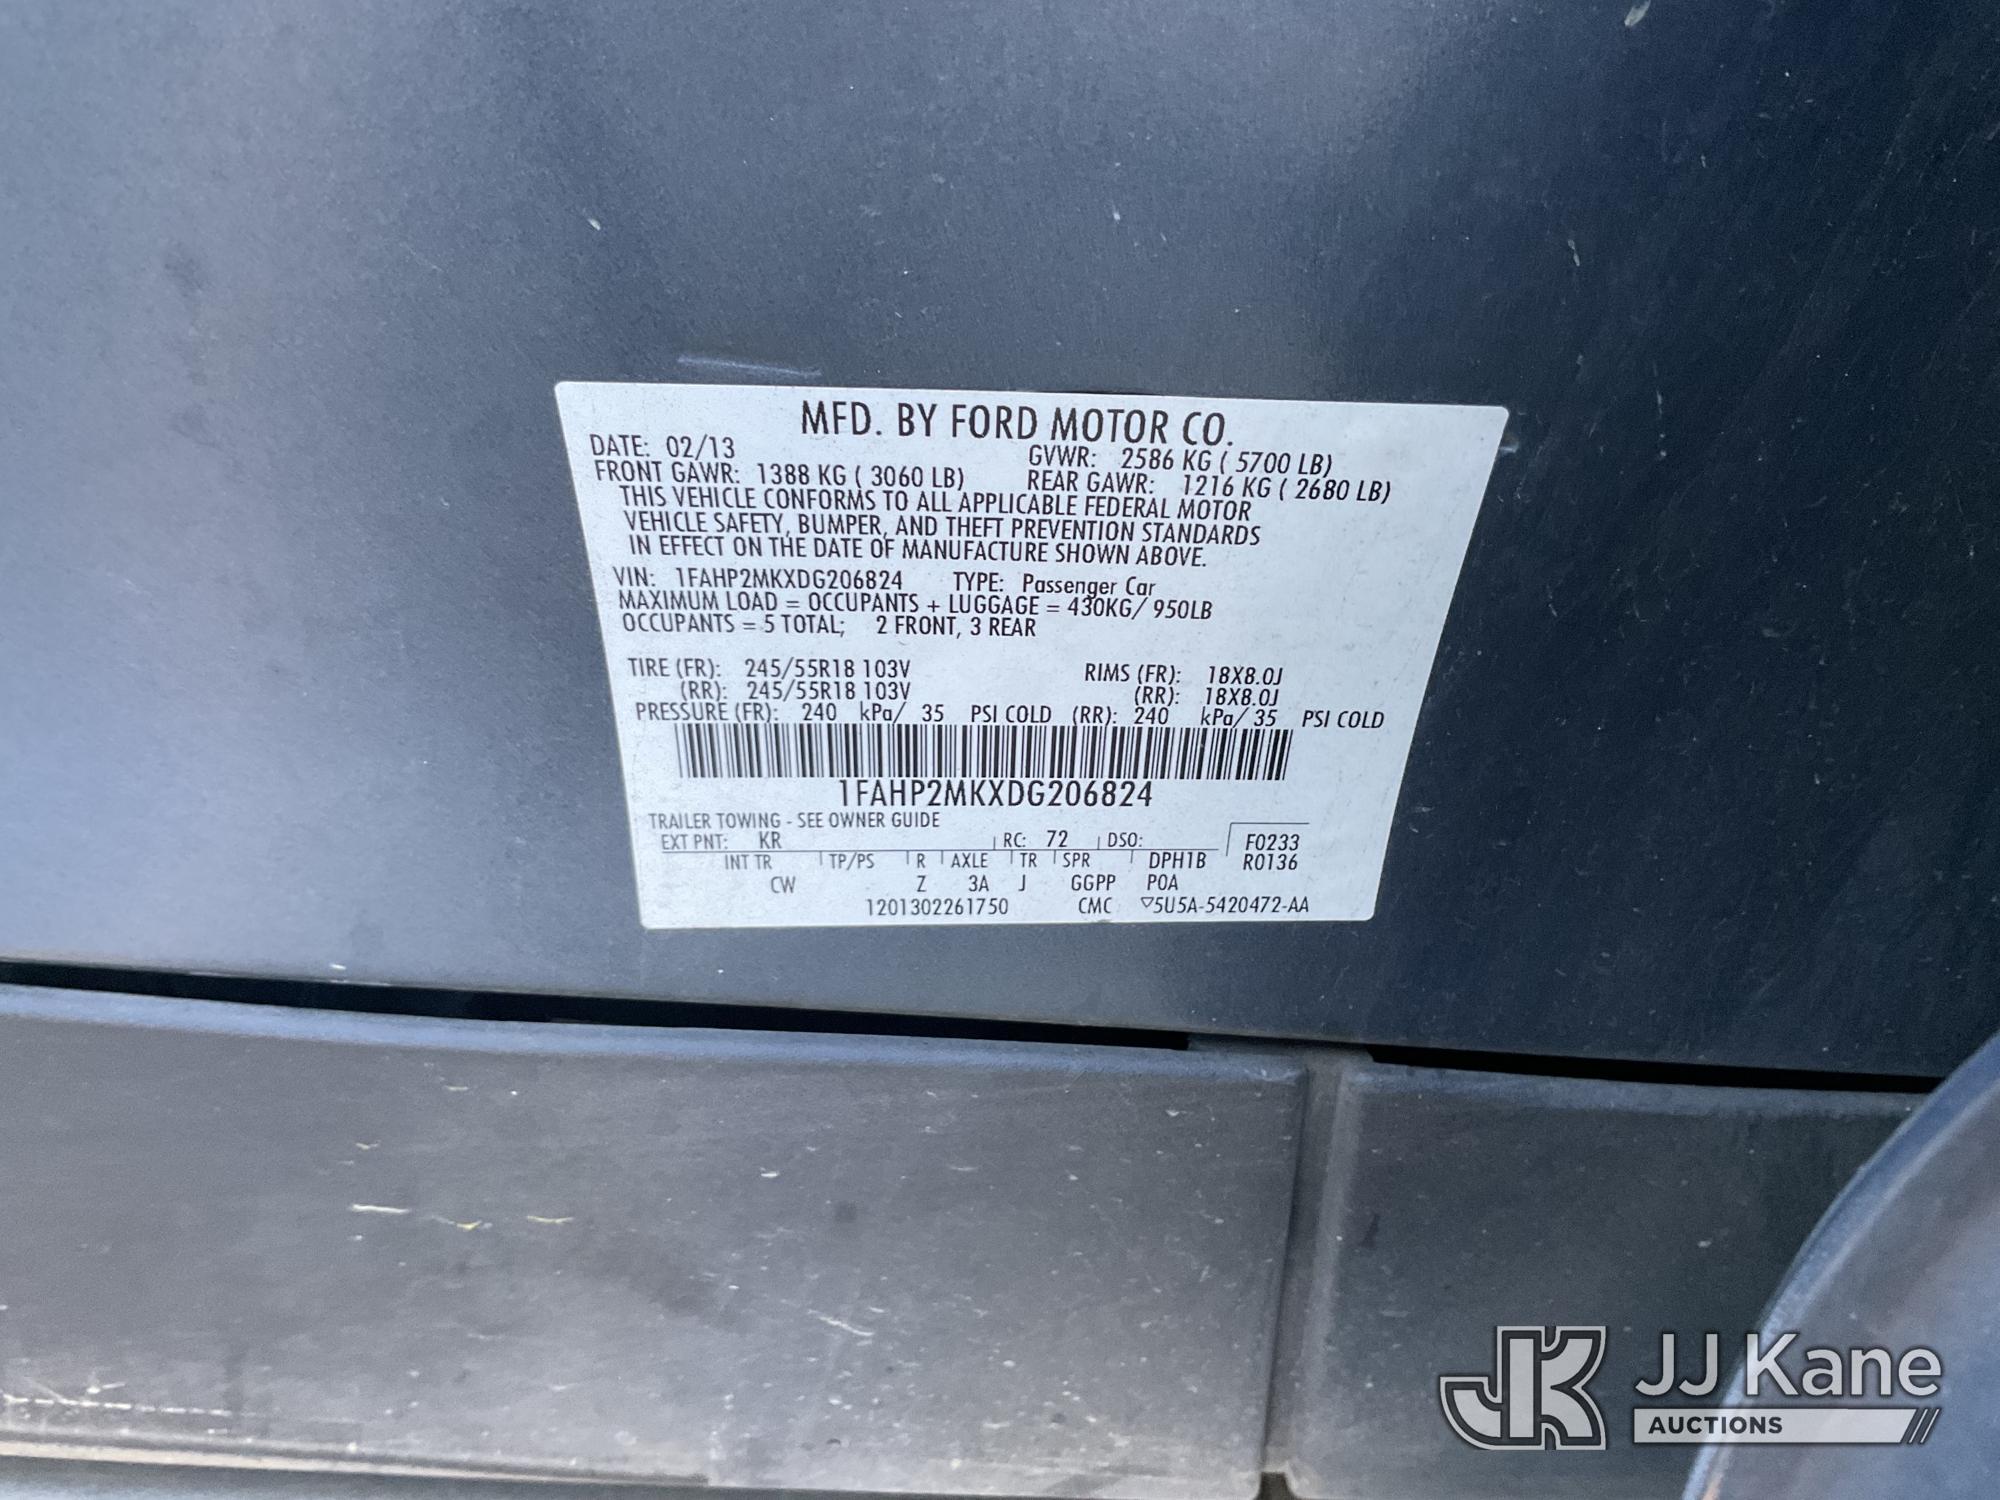 MFD. BY FORD MOTOR CO.
DATE: 02/13 GVWR: 2586 KG ( 5700 LB)
FRONT GAWR: 1388 KG ( 3060 LB) REAR GAWR: 1216 KG ( 2680 LB)
THIS VEHICLE CONFORMS TO ALL APPLICABLE FEDERAL MOTOR
VEHICLE SAFETY, BUMPER, AND THEFT PREVENTION STANDARDS
IN EFFECT ON THE DATE OF MANUFACTURE SHOWN ABOVE.
VIN: 1FAHP2MKXDG206824 TYPE: Passenger Car
MAXIMUM LOAD = OCCUPANTS + LUGGAGE = 430KG/ 950LB
OCCUPANTS = 5 TOTAL; 2 FRONT, 3 REAR
TIRE (FR): 245/55R18 103V RIMS (FR): 18X8.0J
(RR): 245/55R18 103V (RR): 18X8.0J
PRESSURE (FR): 240 kPa/ 35 PSI COLD (RR): 240 kPa/ 35 PSI COLD
1FAHP2MKXDG206824
TRAILER TOWING - SEE OWNER GUIDE
EXT PNT: KR RC: 72 DSO: F0233
INT TR TP/PS R AXLE TR SPR DPH1B R0136
CW Z 3A J GGPP P0A
1201302261750 CMC ▽5U5A-5420472-AA
JK JJ Kane
AUCTIONS